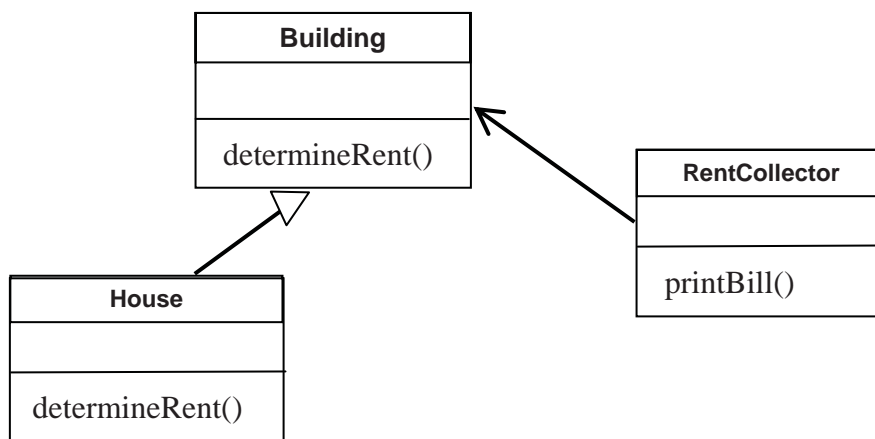 Building
determineRent()
RentCollector
printBill()
House
determineRent()